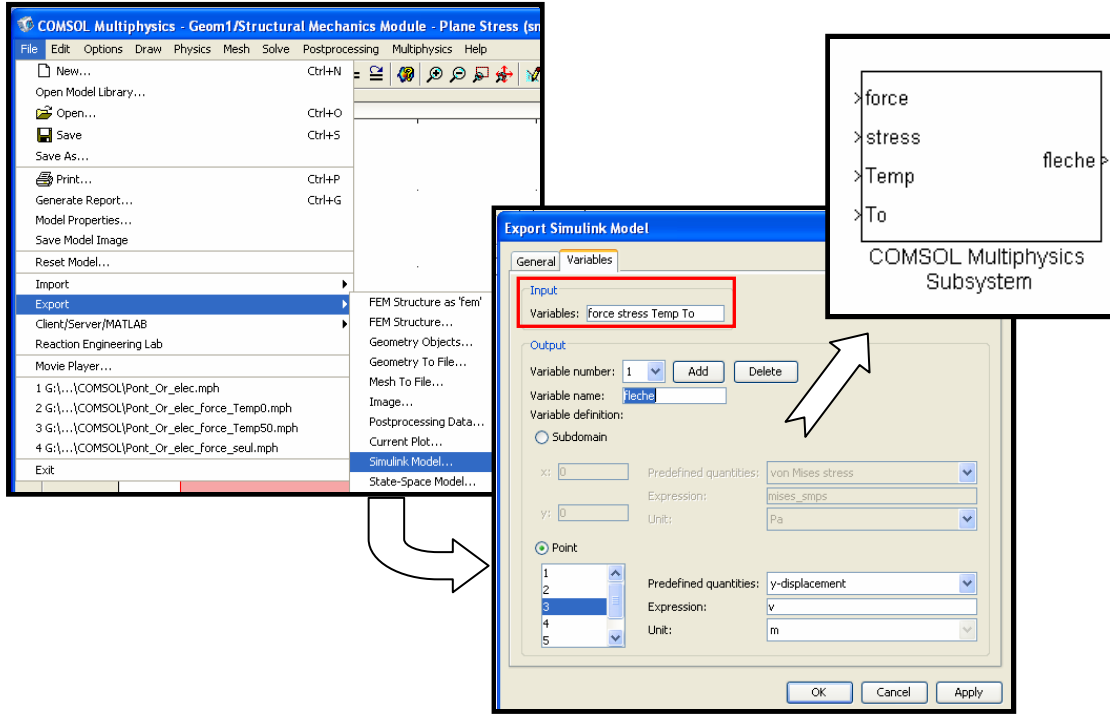 COMSOL Multiphysics - Geom1/Structural Mechanics Module - Plane Stress (sn
File Edit Options Draw Physics Mesh Solve Postprocessing Multiphysics Help
New... Ctrl+N
Open Model Library...
Open... Ctrl+O
Save Ctrl+S
Save As...
Print... Ctrl+P
Generate Report... Ctrl+G
Model Properties...
Save Model Image
Reset Model...
Import
Export
Client/Server/MATLAB
Reaction Engineering Lab
Movie Player...
1 G:\...\COMSOL\Pont_Or_elec.mph
2 G:\...\COMSOL\Pont_Or_elec_force_Temp0.mph
3 G:\...\COMSOL\Pont_Or_elec_force_Temp50.mph
4 G:\...\COMSOL\Pont_Or_elec_force_seul.mph
Exit
FEM Structure as 'fem'
FEM Structure...
Geometry Objects...
Geometry To File...
Mesh To File...
Image...
Postprocessing Data...
Current Plot...
Simulink Model...
State-Space Model...
Export Simulink Model
General Variables
Input
Variables: force stress Temp To
Output
Variable number: 1 Add Delete
Variable name: fleche
Variable definition:
Subdomain
x: 0 Predefined quantities: von Mises stress
Expression: mises_smps
y: 0 Unit: Pa
Point
1
2
3
4
5
Predefined quantities: y-displacement
Expression: v
Unit: m
OK Cancel Apply
force
stress
Temp
To
fleche
COMSOL Multiphysics
Subsystem